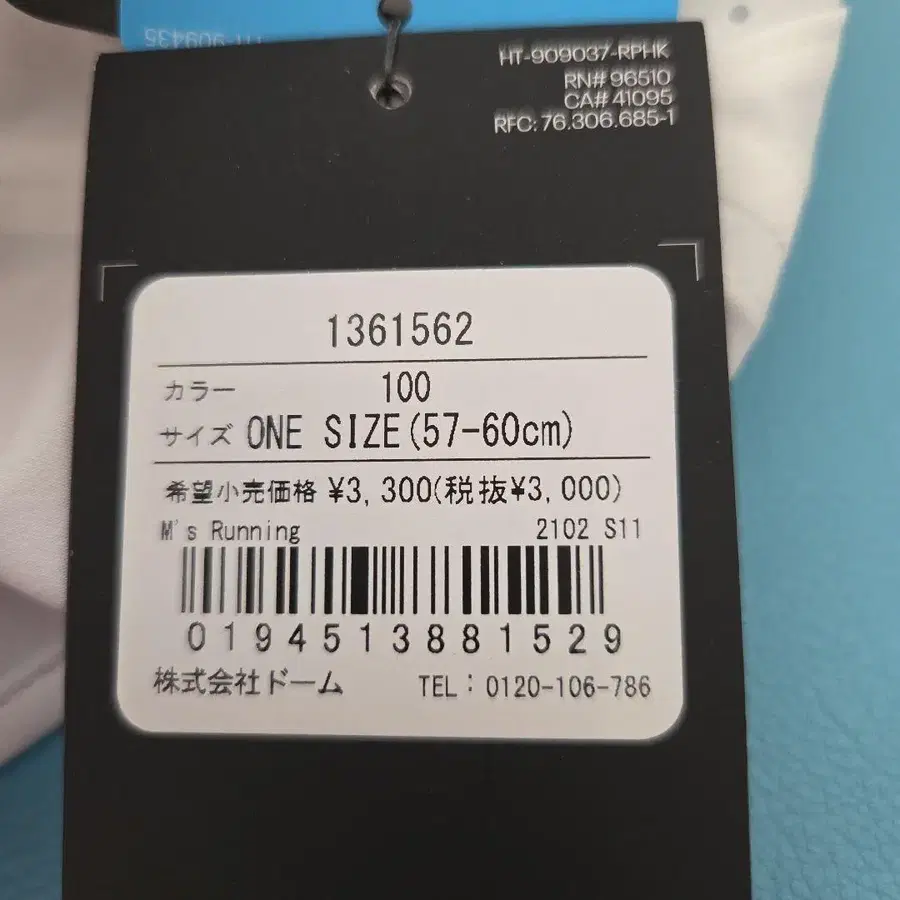 HT-909435
HT-909037-RPHK
RN# 96510
CA# 41095
RFC: 76.306.685-1
1361562
カラー 100
サイズ ONE SIZE(57-60cm)
希望小売価格 ¥3,300(税抜¥3,000)
M's Running 2102 S11
0194513881529
株式会社ドーム TEL：0120-106-786